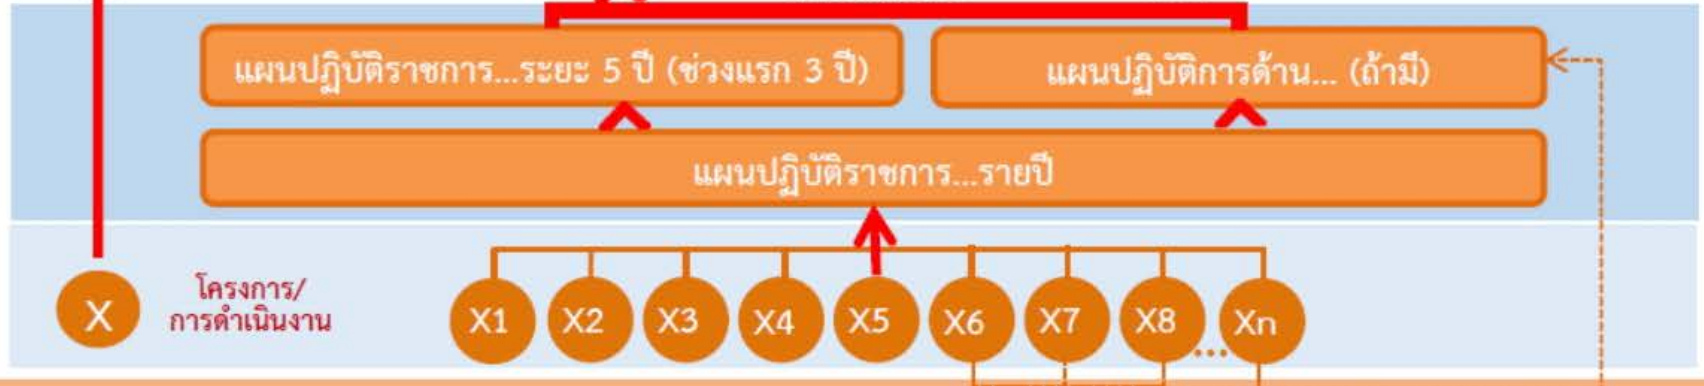 แผนปฏิบัติราชการ...ระยะ 5 ปี (ช่วงแรก 3 ปี)
แผนปฏิบัติการด้าน... (ถ้ามี)
แผนปฏิบัติราชการ...รายปี
X
โครงการ/
การดำเนินงาน
X1 X2 X3 X4 X5 X6 X7 X8 ... Xn